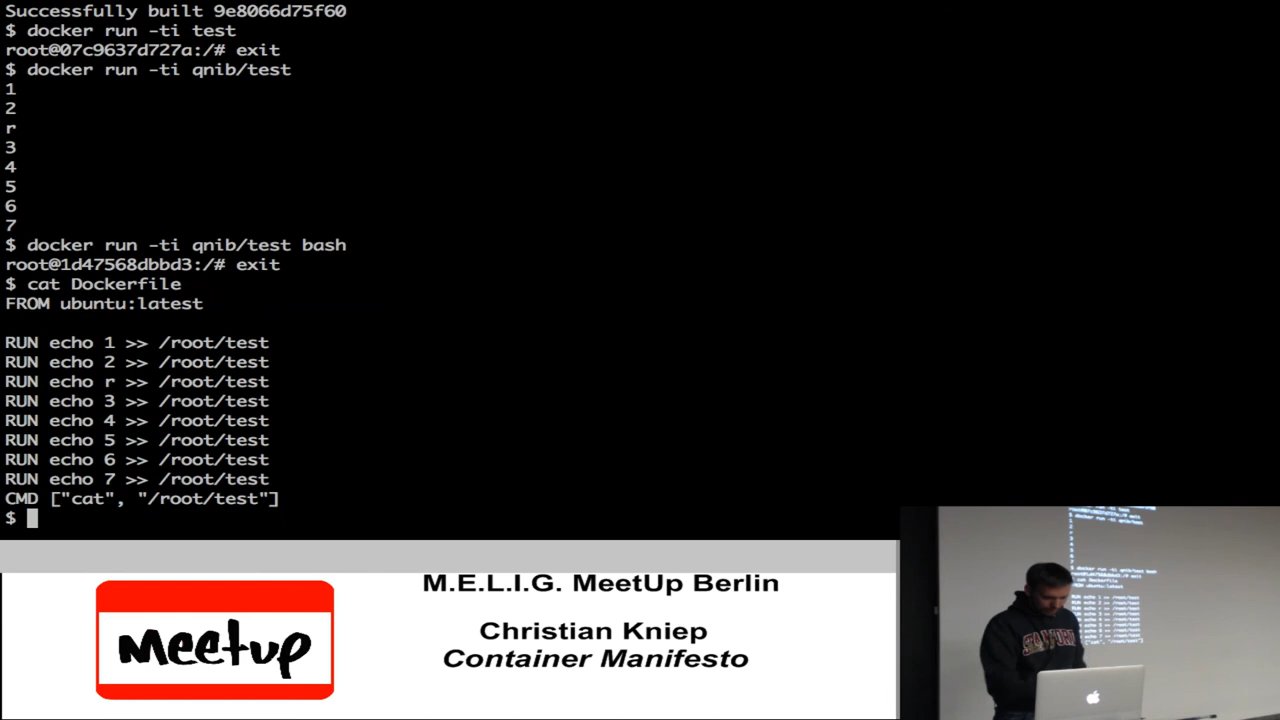 Successfully built 9e8066d75f60
$ docker run -ti test
root@07c9637d727a:/# exit
$ docker run -ti qnib/test
1
2
r
3
4
5
6
7
$ docker run -ti qnib/test bash
root@1d47568dbbd3:/# exit
$ cat Dockerfile
FROM ubuntu:latest
RUN echo 1 >> /root/test
RUN echo 2 >> /root/test
RUN echo r >> /root/test
RUN echo 3 >> /root/test
RUN echo 4 >> /root/test
RUN echo 5 >> /root/test
RUN echo 6 >> /root/test
RUN echo 7 >> /root/test
CMD ["cat", "/root/test"]
$
Meetup
M.E.L.I.G. MeetUp Berlin
Christian Kniep
Container Manifesto
STANFORD